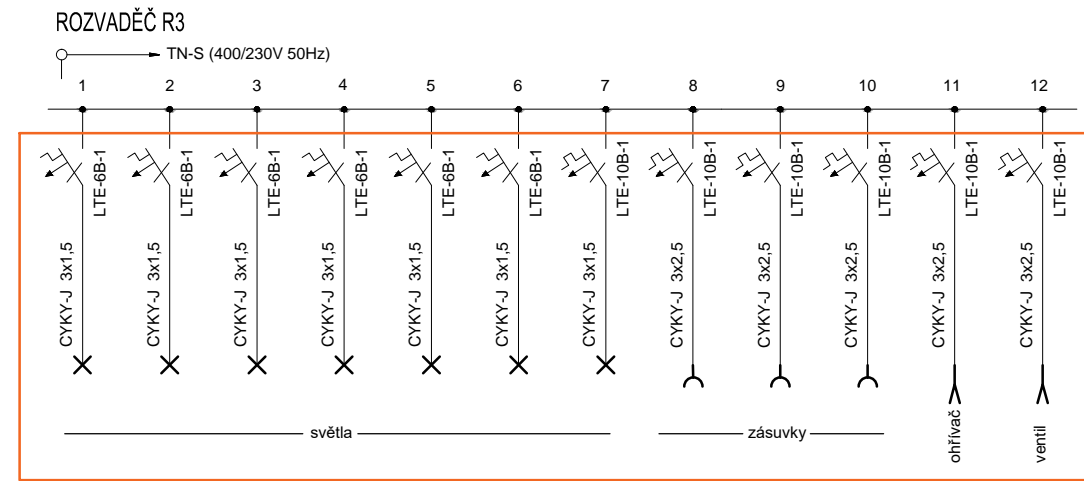 ROZVADĚČ R3
TN-S (400/230V 50Hz)
1 2 3 4 5 6 7 8 9 10 11 12
LTE-6B-1 LTE-6B-1 LTE-6B-1 LTE-6B-1 LTE-6B-1 LTE-6B-1 LTE-10B-1 LTE-10B-1 LTE-10B-1 LTE-10B-1 LTE-10B-1 LTE-10B-1
CYKY-J 3x1,5 CYKY-J 3x1,5 CYKY-J 3x1,5 CYKY-J 3x1,5 CYKY-J 3x1,5 CYKY-J 3x1,5 CYKY-J 3x1,5 CYKY-J 3x2,5 CYKY-J 3x2,5 CYKY-J 3x2,5 CYKY-J 3x2,5 CYKY-J 3x2,5
světla zásuvky ohřívač ventil